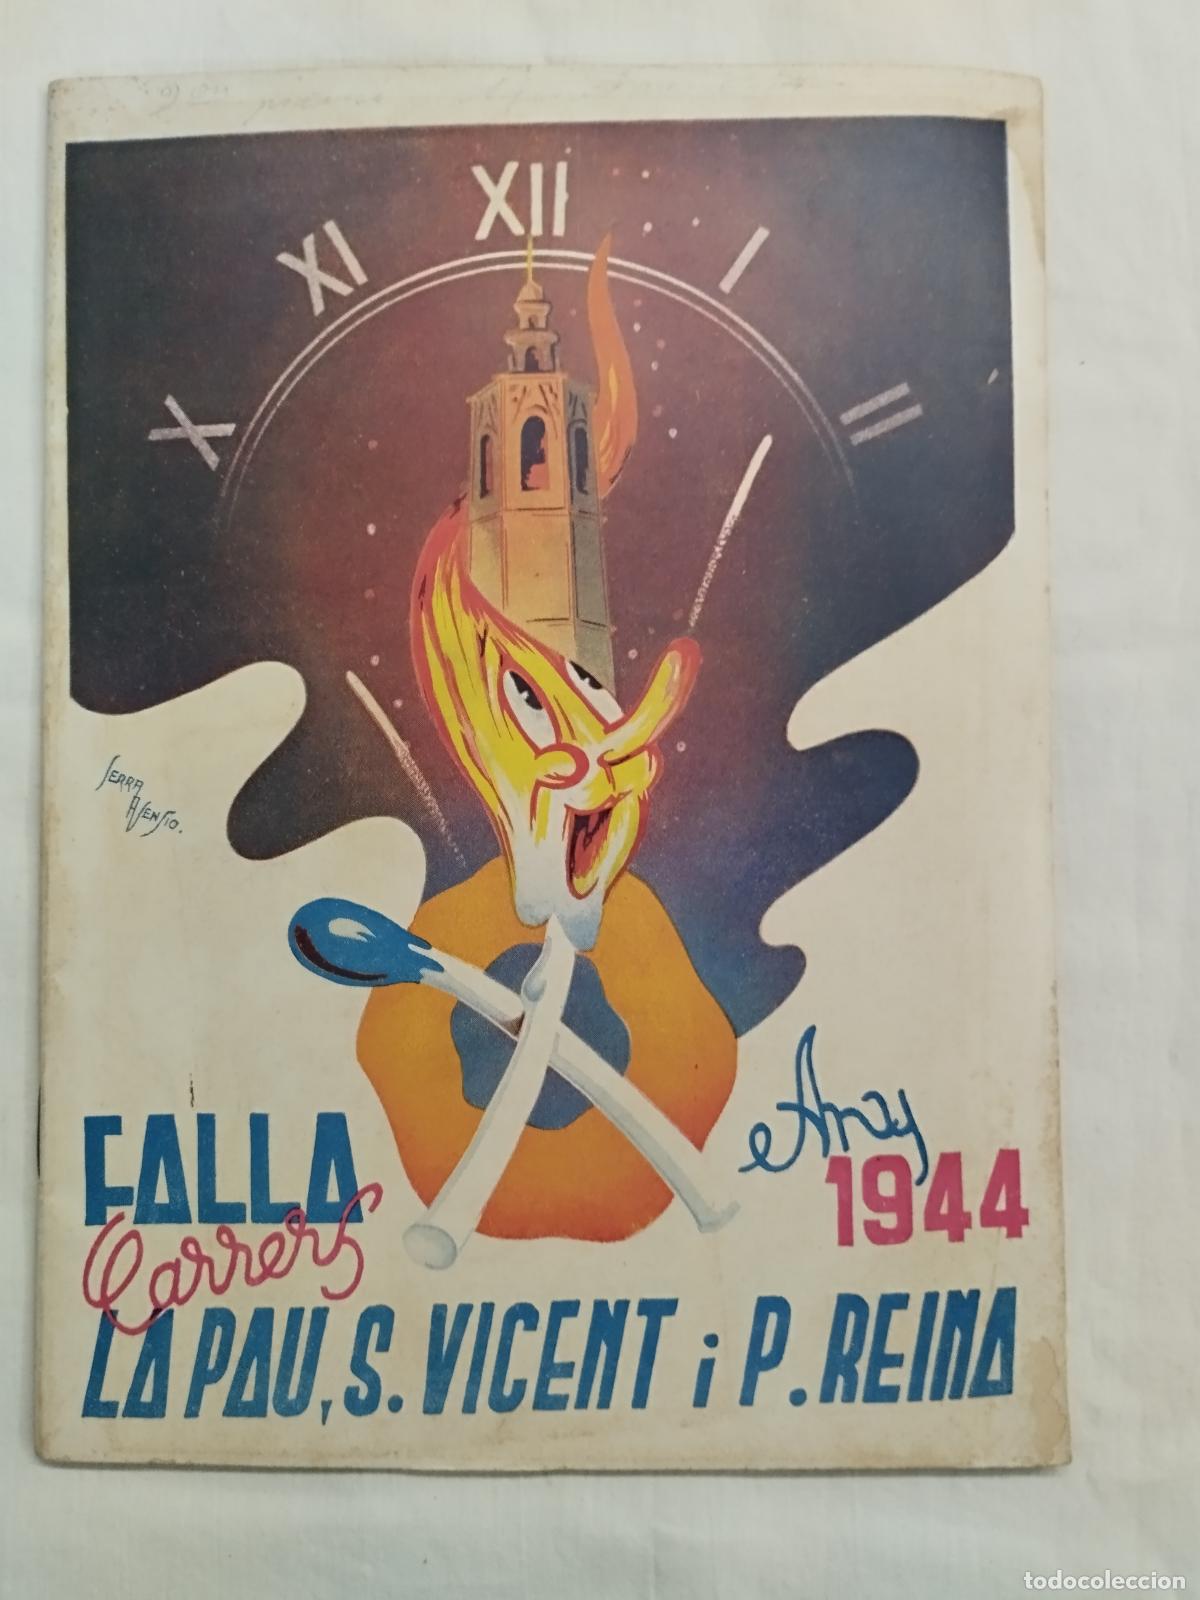 XII
XI
I
X
II
SERRA
ASENSIO.
Any
FALLA
1944
Carrers
LA PAU, S. VICENT i P. REINA
todocoleccion